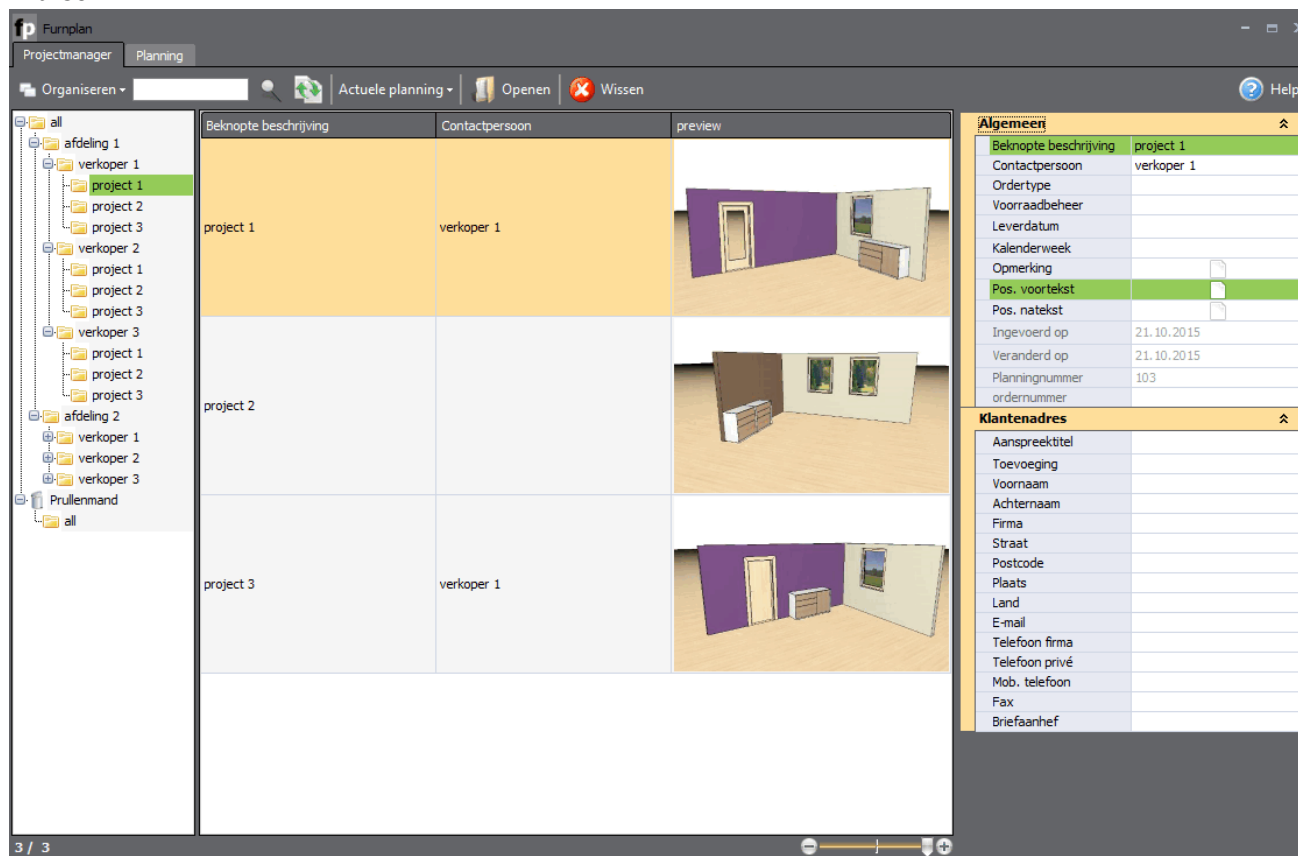 fp Furnplan
Projectmanager Planning
Organiseren Actuele planning Openen Wissen Help
all
afdeling 1
verkoper 1
project 1
project 2
project 3
verkoper 2
project 1
project 2
project 3
verkoper 3
project 1
project 2
project 3
afdeling 2
verkoper 1
verkoper 2
verkoper 3
Prullenmand
all
Beknopte beschrijving Contactpersoon preview
project 1 verkoper 1
project 2
project 3 verkoper 1
Algemeen
Beknopte beschrijving project 1
Contactpersoon verkoper 1
Ordertype
Voorraadbeheer
Leverdatum
Kalenderweek
Opmerking
Pos. voortekst
Pos. natekst
Ingevoerd op 21.10.2015
Veranderd op 21.10.2015
Planningnummer 103
ordernummer
Klantenadres
Aanspreektitel
Toevoeging
Voornaam
Achternaam
Firma
Straat
Postcode
Plaats
Land
E-mail
Telefoon firma
Telefoon privé
Mob. telefoon
Fax
Briefaanhef
3 / 3